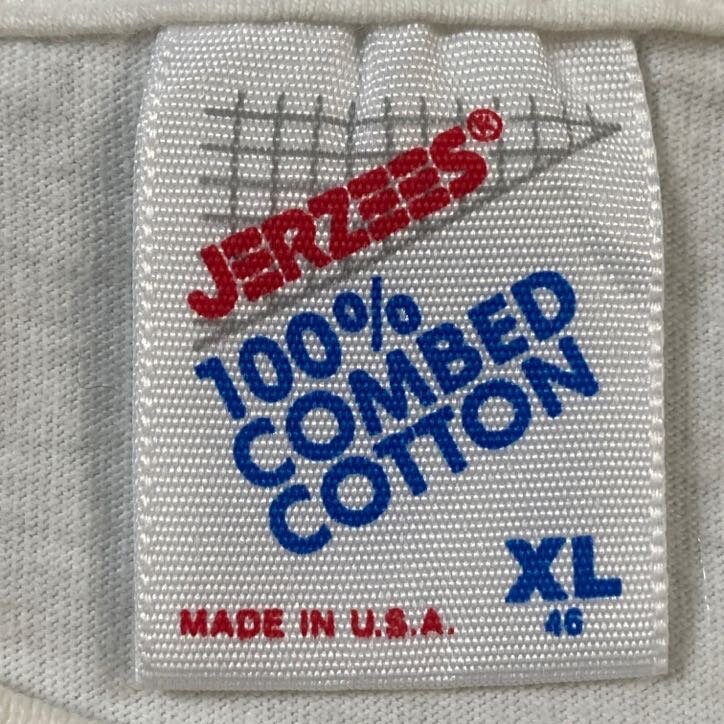 JERZEES®
100%
COMBED
COTTON
XL
46
MADE IN U.S.A.